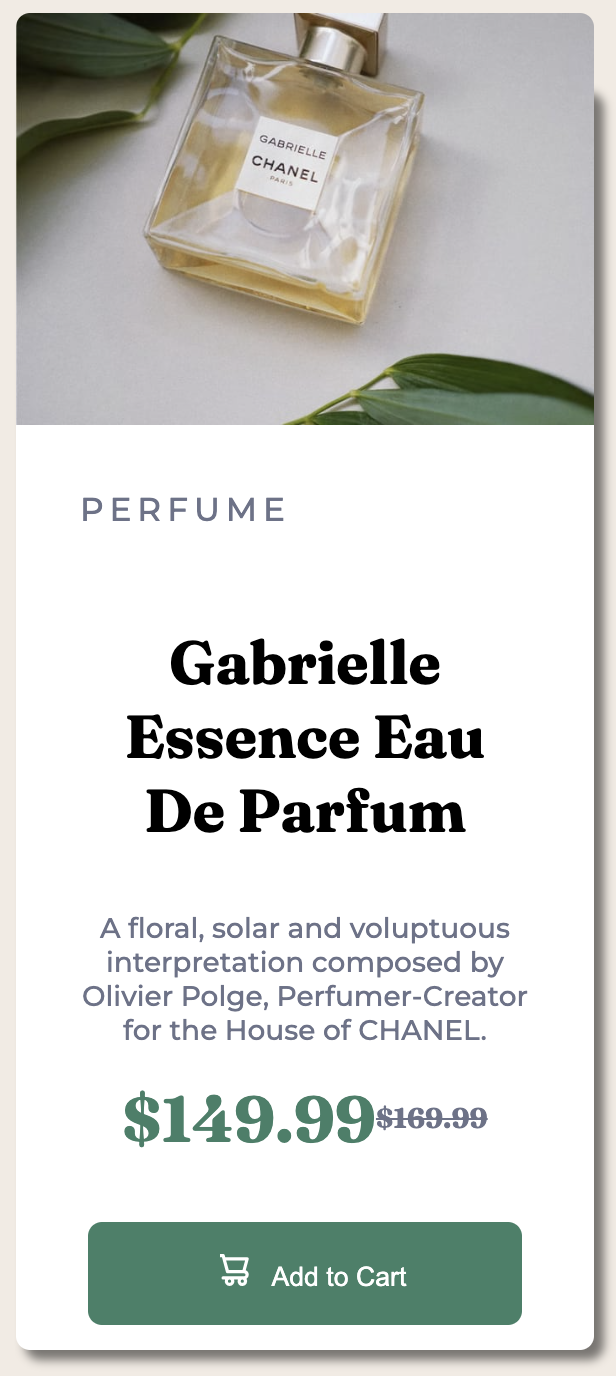 GABRIELLE
CHANEL
PARIS
PERFUME
Gabrielle
Essence Eau
De Parfum
A floral, solar and voluptuous
interpretation composed by
Olivier Polge, Perfumer-Creator
for the House of CHANEL.
$149.99 $169.99
Add to Cart